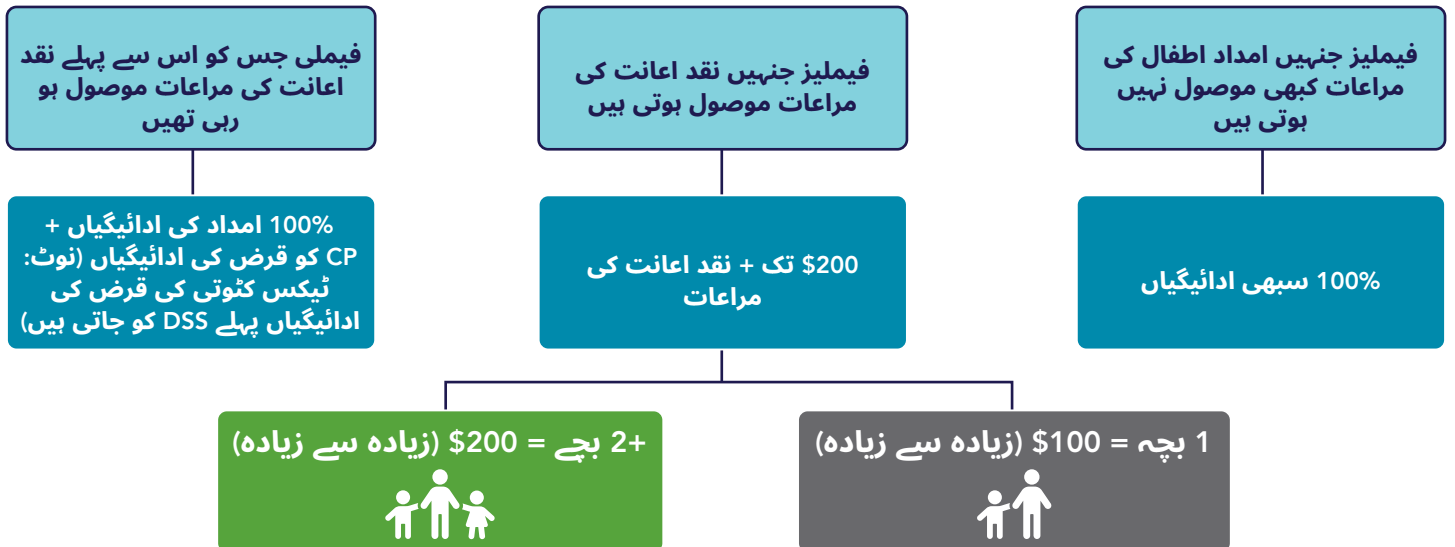 فیملیز جنہیں امداد اطفال کی
مراعات کبھی موصول نہیں
ہوتی ہیں
100% سبھی ادائیگیاں
فیملیز جنہیں نقد اعانت کی
مراعات موصول ہوتی ہیں
$200 تک + نقد اعانت کی
مراعات
1 بچہ = $100 (زیادہ سے زیادہ)
2+ بچے = $200 (زیادہ سے زیادہ)
فیملی جس کو اس سے پہلے نقد
اعانت کی مراعات موصول ہو
رہی تھیں
100% امداد کی ادائیگیاں +
CP کو قرض کی ادائیگیاں (نوٹ:
ٹیکس کٹوتی کی قرض کی
ادائیگیاں پہلے DSS کو جاتی ہیں)